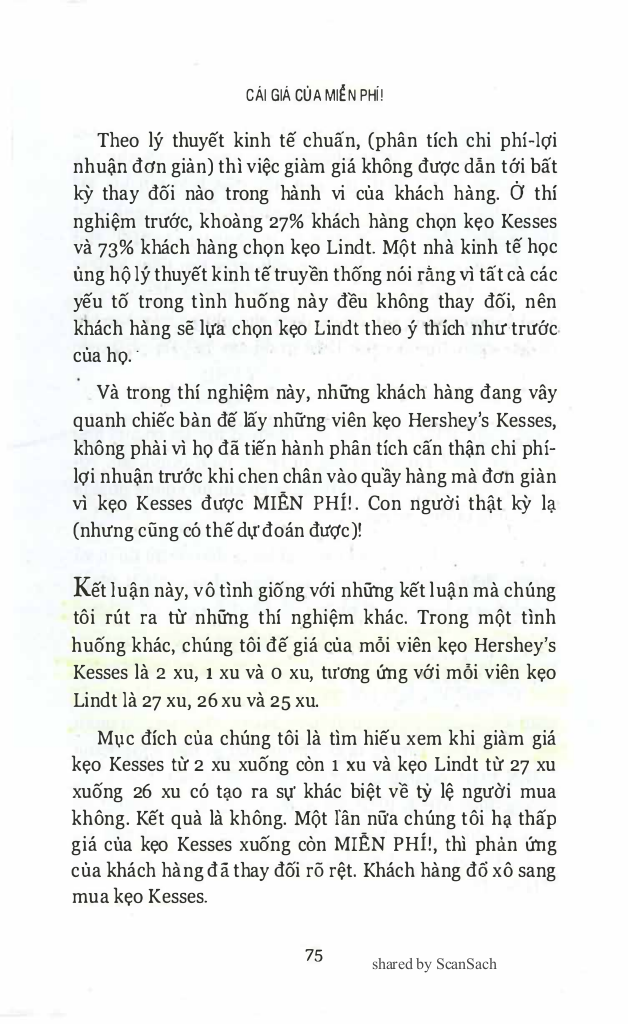 CÁI GIÁ CỦA MIỄN PHÍ!
Theo lý thuyết kinh tế chuẩn, (phân tích chi phí-lợi
nhuận đơn giản) thì việc giảm giá không được dẫn tới bất
kỳ thay đổi nào trong hành vi của khách hàng. Ở thí
nghiệm trước, khoảng 27% khách hàng chọn kẹo Kesses
và 73% khách hàng chọn kẹo Lindt. Một nhà kinh tế học
ủng hộ lý thuyết kinh tế truyền thống nói rằng vì tất cả các
yếu tố trong tình huống này đều không thay đổi, nên
khách hàng sẽ lựa chọn kẹo Lindt theo ý thích như trước
của họ.
Và trong thí nghiệm này, những khách hàng đang vây
quanh chiếc bàn để lấy những viên kẹo Hershey's Kesses,
không phải vì họ đã tiến hành phân tích cẩn thận chi phí-
lợi nhuận trước khi chen chân vào quầy hàng mà đơn giản
vì kẹo Kesses được MIỄN PHÍ!. Con người thật kỳ lạ
(nhưng cũng có thể dự đoán được)!
Kết luận này, vô tình giống với những kết luận mà chúng
tôi rút ra từ những thí nghiệm khác. Trong một tình
huống khác, chúng tôi để giá của mỗi viên kẹo Hershey's
Kesses là 2 xu, 1 xu và 0 xu, tương ứng với mỗi viên kẹo
Lindt là 27 xu, 26 xu và 25 xu.
Mục đích của chúng tôi là tìm hiểu xem khi giảm giá
kẹo Kesses từ 2 xu xuống còn 1 xu và kẹo Lindt từ 27 xu
xuống 26 xu có tạo ra sự khác biệt về tỷ lệ người mua
không. Kết quả là không. Một lần nữa chúng tôi hạ thấp
giá của kẹo Kesses xuống còn MIỄN PHÍ!, thì phản ứng
của khách hàng đã thay đổi rõ rệt. Khách hàng đổ xô sang
mua kẹo Kesses.
75
shared by ScanSach